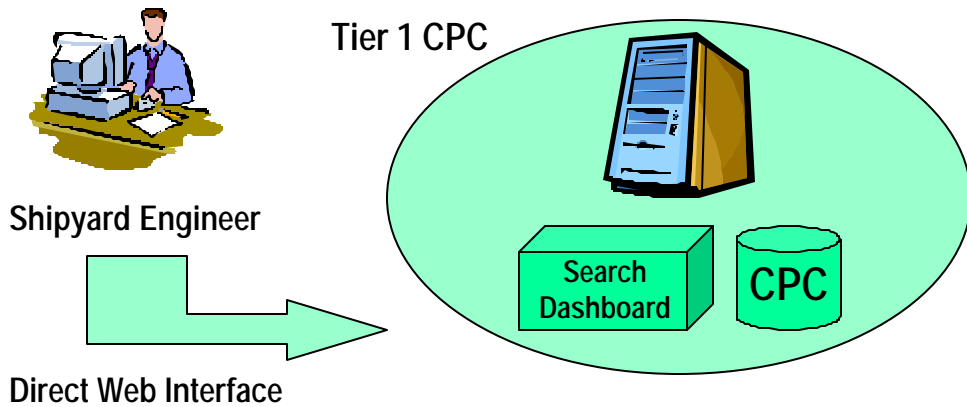 Tier 1 CPC
Shipyard Engineer
Search
Dashboard
CPC
Direct Web Interface